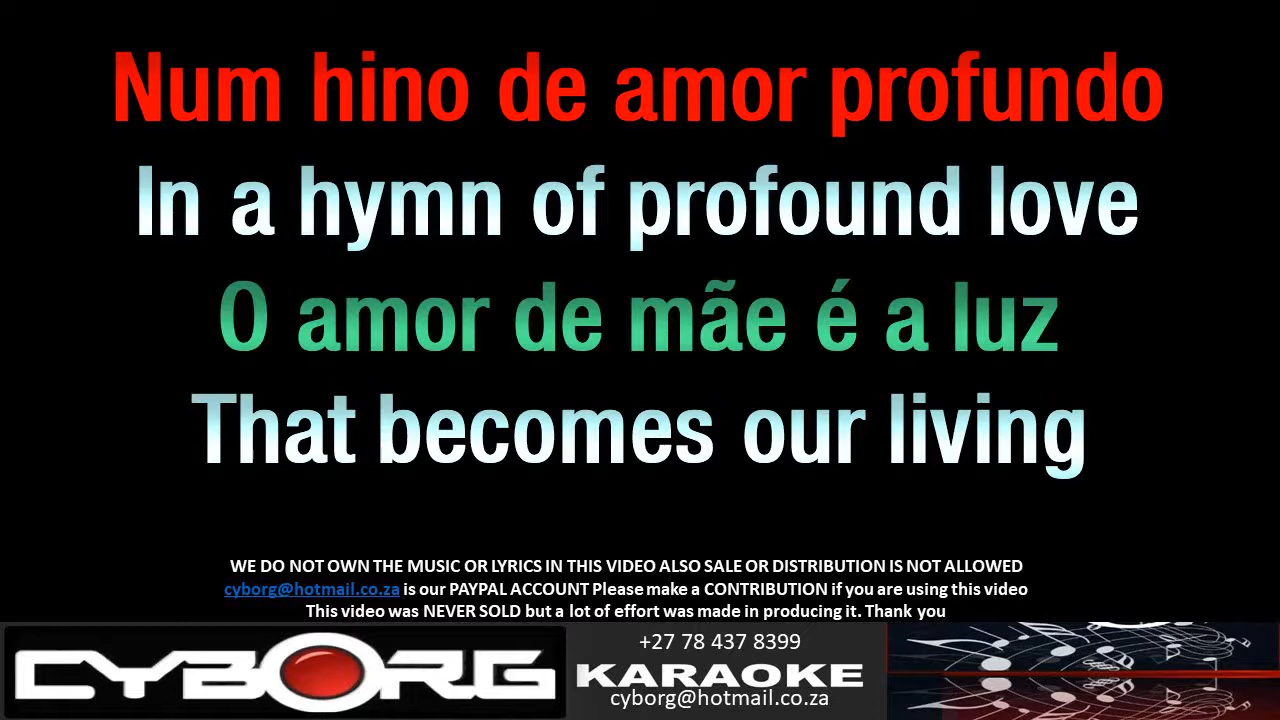 Num hino de amor profundo
In a hymn of profound love
O amor de mãe é a luz
That becomes our living
WE DO NOT OWN THE MUSIC OR LYRICS IN THIS VIDEO ALSO SALE OR DISTRIBUTION IS NOT ALLOWED
cyborg@hotmail.co.za is our PAYPAL ACCOUNT Please make a CONTRIBUTION if you are using this video
This video was NEVER SOLD but a lot of effort was made in producing it. Thank you
CYBORG
+27 78 437 8399
KARAOKE
cyborg@hotmail.co.za